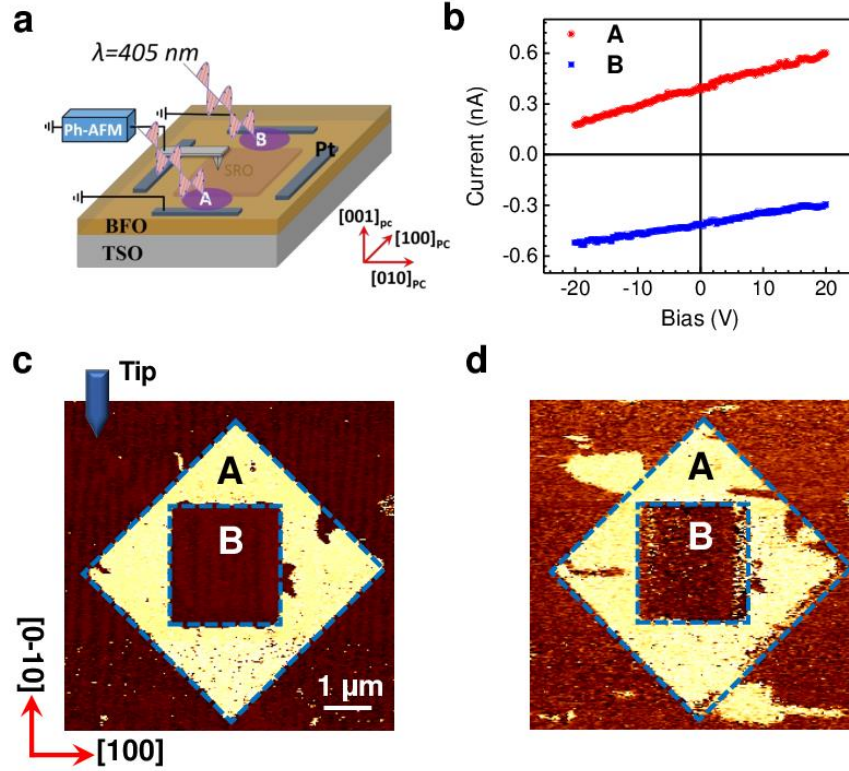 a
λ=405 nm
Ph-AFM
B
Pt
SRO
A
BFO
TSO
[001]pc
[100]PC
[010]PC
b
A
B
Current (nA)
0.6
0.3
0.0
-0.3
-0.6
-20
-10
0
10
20
Bias (V)
c
Tip
A
B
1 µm
[0-10]
[100]
d
A
B